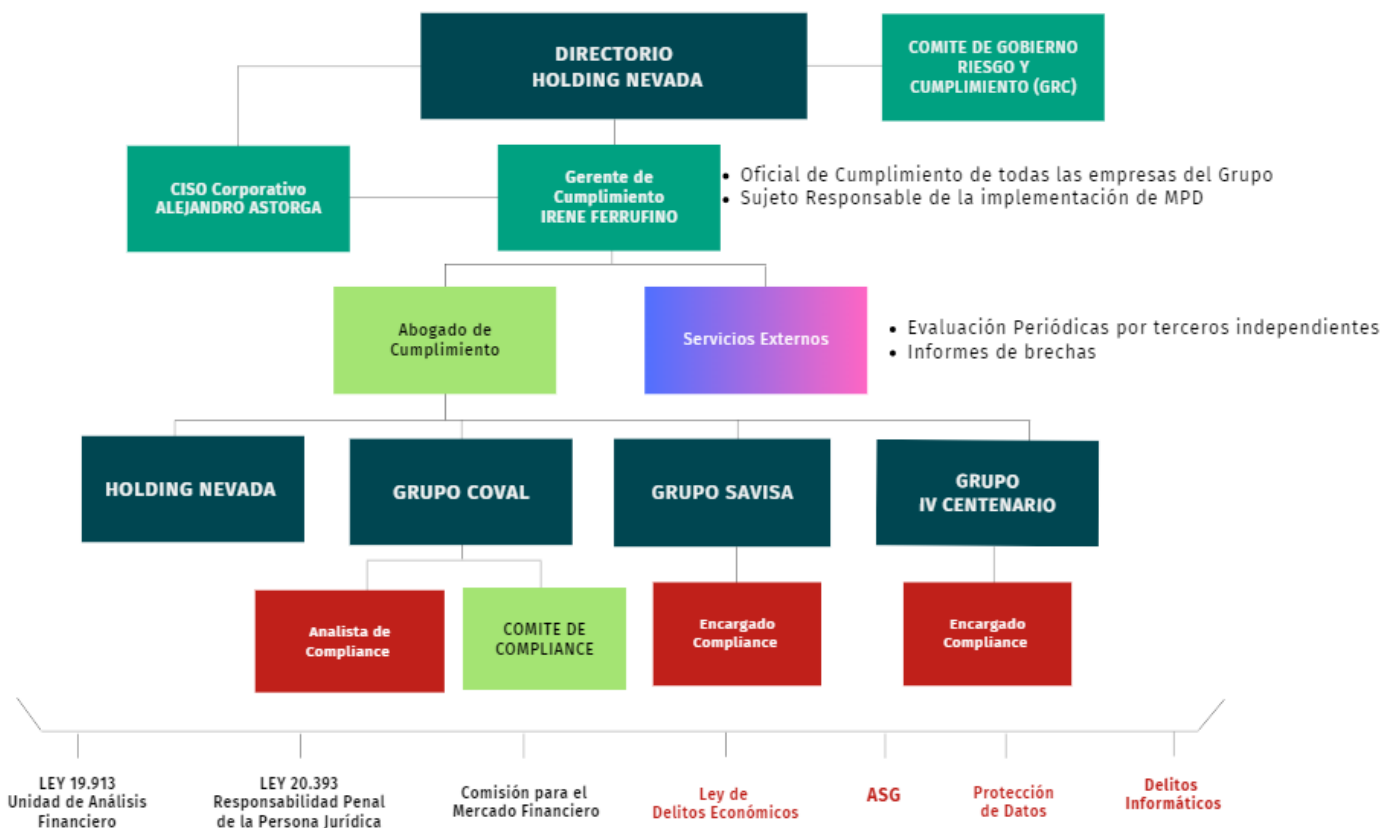 DIRECTORIO
HOLDING NEVADA
COMITE DE GOBIERNO
RIESGO Y
CUMPLIMIENTO (GRC)
CISO Corporativo
ALEJANDRO ASTORGA
Gerente de
Cumplimiento
IRENE FERRUFINO
• Oficial de Cumplimiento de todas las empresas del Grupo
• Sujeto Responsable de la implementación de MPD
Abogado de
Cumplimiento
Servicios Externos
• Evaluación Periódicas por terceros independientes
• Informes de brechas
HOLDING NEVADA
GRUPO COVAL
GRUPO SAVISA
GRUPO
IV CENTENARIO
Analista de
Compliance
COMITE DE
COMPLIANCE
Encargado
Compliance
Encargado
Compliance
LEY 19.913
Unidad de Análisis
Financiero
LEY 20.393
Responsabilidad Penal
de la Persona Jurídica
Comisión para el
Mercado Financiero
Ley de
Delitos Económicos
ASG
Protección
de Datos
Delitos
Informáticos